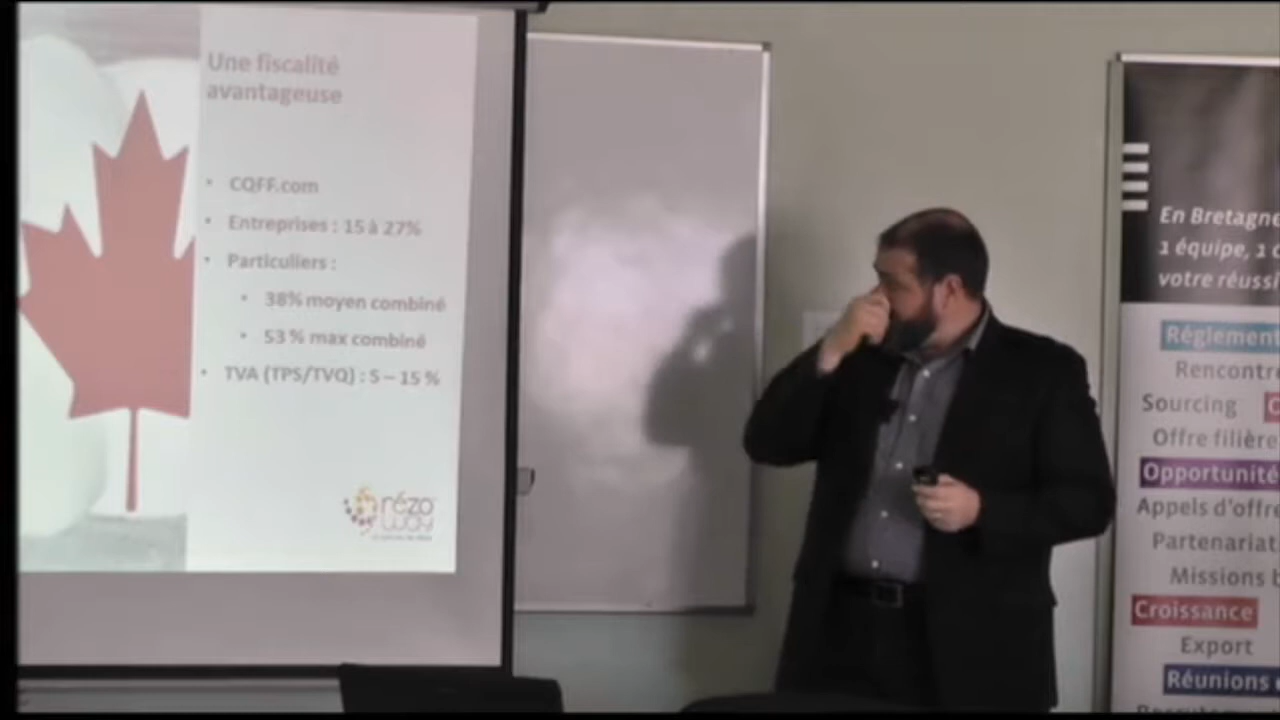 Une fiscalité
avantageuse
• CQFF.com
• Entreprises : 15 à 27%
• Particuliers :
• 38% moyen combiné
• 53 % max combiné
• TVA (TPS/TVQ) : 5 – 15 %
rézo
way
En Bretagne
1 équipe, 1
votre réussi
Réglement
Rencontre
Sourcing
Offre filière
Opportunité
Appels d'offre
Partenariat
Missions b
Croissance
Export
Réunions